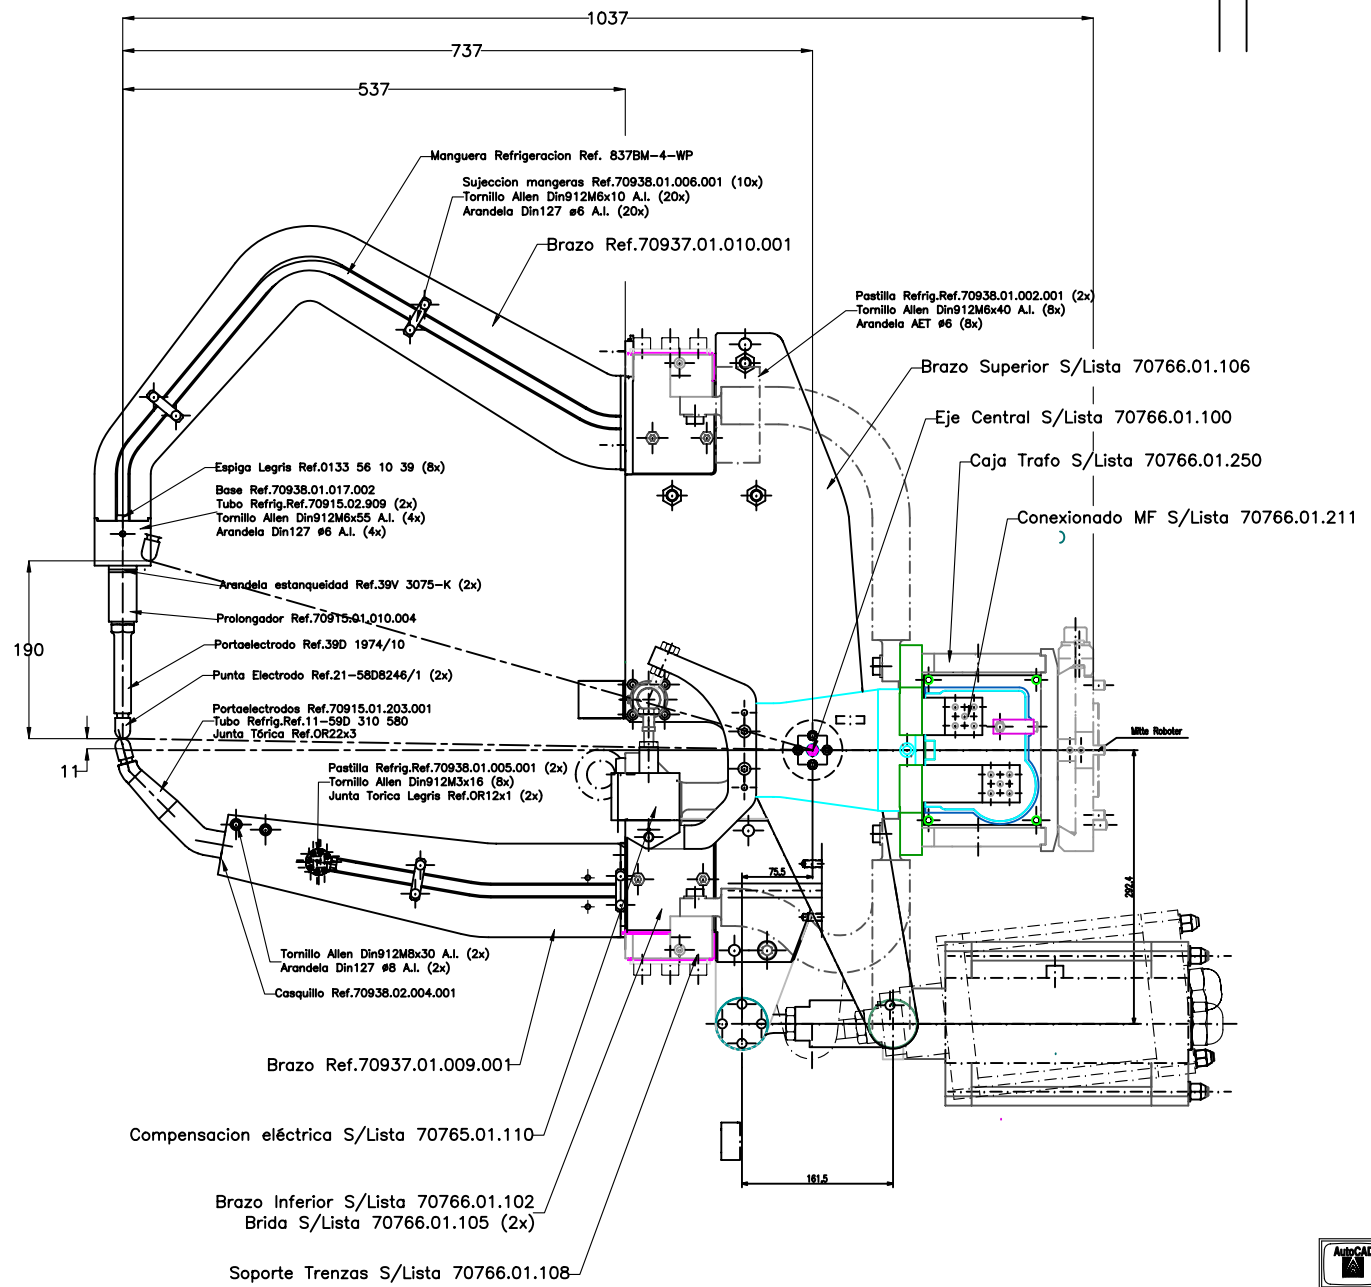 1037
737
537
Manguera Refrigeracion Ref. 837BM-4-WP
Sujeccion mangeras Ref.70938.01.006.001 (10x)
Tornillo Allen Din912M6x10 A.I. (20x)
Arandela Din127 ø6 A.I. (20x)
Brazo Ref.70937.01.010.001
Pastilla Refrig.Ref.70938.01.002.001 (2x)
Tornillo Allen Din912M6x40 A.I. (8x)
Arandela AET ø6 (8x)
Brazo Superior S/Lista 70766.01.106
Eje Central S/Lista 70766.01.100
Caja Trafo S/Lista 70766.01.250
Conexionado MF S/Lista 70766.01.211
Espiga Legris Ref.0133 56 10 39 (8x)
Base Ref.70938.01.017.002
Tubo Refrig.Ref.70915.02.909 (2x)
Tornillo Allen Din912M6x55 A.I. (4x)
Arandela Din127 ø6 A.I. (4x)
Arandela estanqueidad Ref.39V 3075-K (2x)
Prolongador Ref.70915.01.010.004
190
Portaelectrodo Ref.39D 1974/10
Punta Electrodo Ref.21-58D8246/1 (2x)
Portaelectrodos Ref.70915.01.203.001
Tubo Refrig.Ref.11-59D 310 580
Junta Tórica Ref.OR22x3
Mitte Roboter
11
Pastilla Refrig.Ref.70938.01.005.001 (2x)
Tornillo Allen Din912M3x16 (8x)
Junta Torica Legris Ref.OR12x1 (2x)
75.5
292.4
Tornillo Allen Din912M8x30 A.I. (2x)
Arandela Din127 ø8 A.I. (2x)
Casquillo Ref.70938.02.004.001
Brazo Ref.70937.01.009.001
Compensacion eléctrica S/Lista 70765.01.110
161.5
Brazo Inferior S/Lista 70766.01.102
Brida S/Lista 70766.01.105 (2x)
Soporte Trenzas S/Lista 70766.01.108
AutoCAD